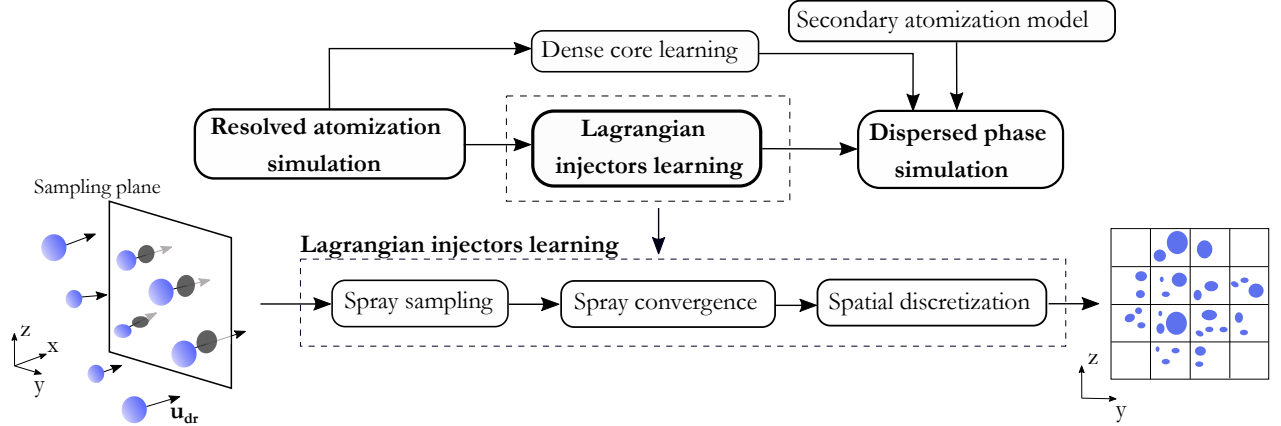 Secondary atomization model
Dense core learning
Resolved atomization
simulation
Lagrangian
injectors learning
Dispersed phase
simulation
Sampling plane
Lagrangian injectors learning
Spray sampling
Spray convergence
Spatial discretization
z
x
y
u_dr
z
y